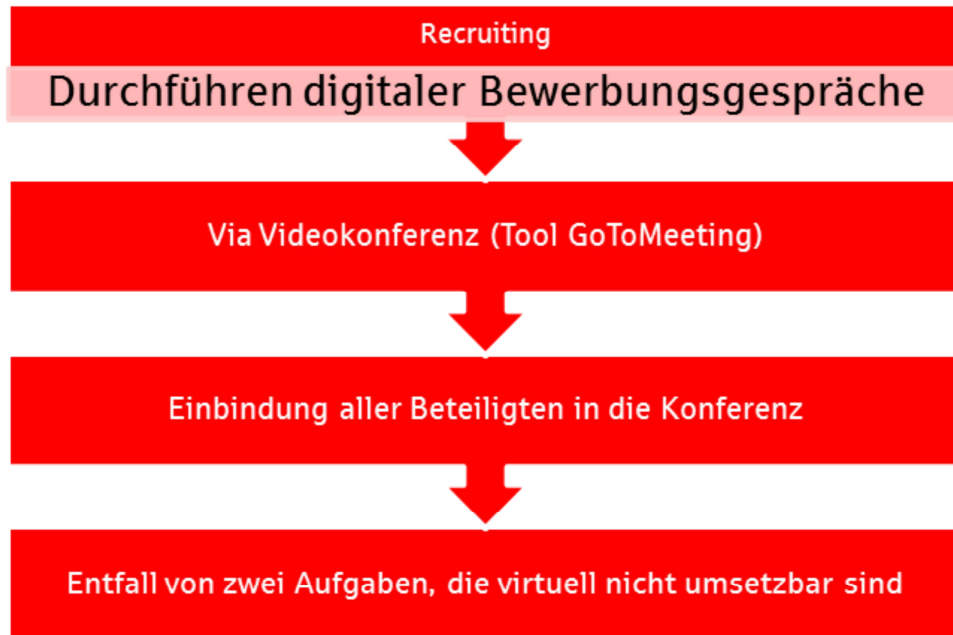 Recruiting
Durchführen digitaler Bewerbungsgespräche
Via Videokonferenz (Tool GoToMeeting)
Einbindung aller Beteiligten in die Konferenz
Entfall von zwei Aufgaben, die virtuell nicht umsetzbar sind